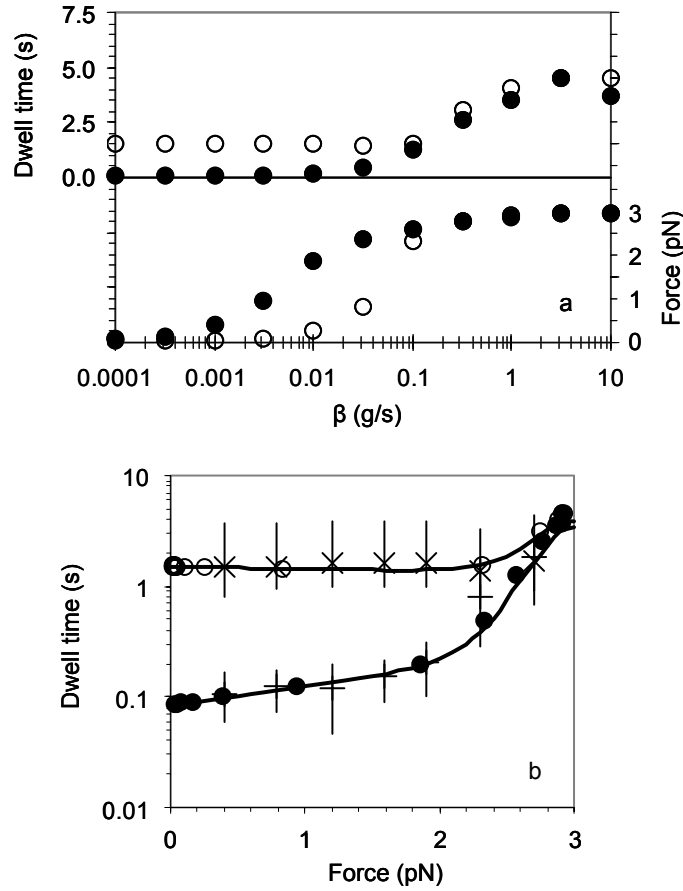 7.5
5.0
2.5
0.0
Dwell time (s)
3
2
1
0
Force (pN)
a
0.0001 0.001 0.01 0.1 1 10
β (g/s)
10
1
0.1
0.01
Dwell time (s)
b
0 1 2 3
Force (pN)